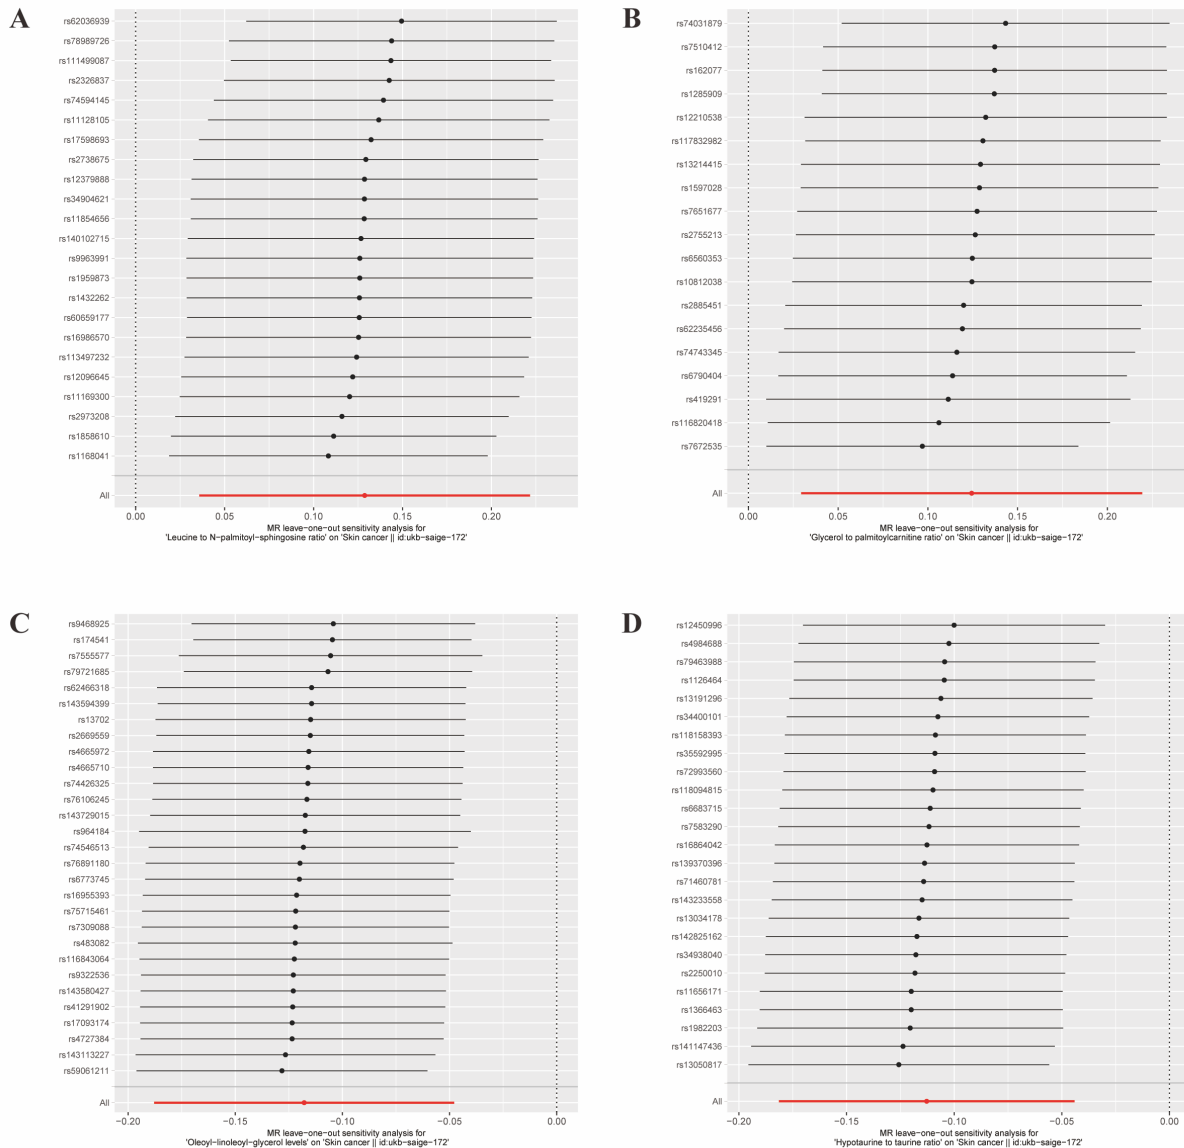 A
rs62036939
rs78989726
rs111499087
rs2326837
rs74594145
rs11128105
rs17598693
rs2738675
rs12379888
rs34904621
rs11854656
rs140102715
rs9963991
rs1959873
rs1432262
rs60659177
rs16986570
rs113497232
rs12096645
rs11169300
rs2973208
rs1858610
rs1168041
All
0.00 0.05 0.10 0.15 0.20
MR leave−one−out sensitivity analysis for
'Leucine to N−palmitoyl−sphingosine ratio' on 'Skin cancer || id:ukb−saige−172'
B
rs74031879
rs7510412
rs162077
rs1285909
rs12210538
rs117832982
rs13214415
rs1597028
rs7651677
rs2755213
rs6560353
rs10812038
rs2885451
rs62235456
rs74743345
rs6790404
rs419291
rs116820418
rs7672535
All
0.00 0.05 0.10 0.15 0.20
MR leave−one−out sensitivity analysis for
'Glycerol to palmitoylcarnitine ratio' on 'Skin cancer || id:ukb−saige−172'
C
rs9468925
rs174541
rs7555577
rs79721685
rs62466318
rs143594399
rs13702
rs2669559
rs4665972
rs4665710
rs74426325
rs76106245
rs143729015
rs964184
rs74546513
rs76891180
rs6773745
rs16955393
rs75715461
rs7309088
rs483082
rs116843064
rs9322536
rs143580427
rs41291902
rs17093174
rs4727384
rs143113227
rs59061211
All
−0.20 −0.15 −0.10 −0.05 0.00
MR leave−one−out sensitivity analysis for
'Oleoyl−linoleoyl−glycerol levels' on 'Skin cancer || id:ukb−saige−172'
D
rs12450996
rs4984688
rs79463988
rs1126464
rs13191296
rs34400101
rs118158393
rs35592995
rs72993560
rs118094815
rs6683715
rs7583290
rs16864042
rs139370396
rs71460781
rs143233558
rs13034178
rs142825162
rs34938040
rs2250010
rs11656171
rs1366463
rs1982203
rs141147436
rs13050817
All
−0.20 −0.15 −0.10 −0.05 0.00
MR leave−one−out sensitivity analysis for
'Hypotaurine to taurine ratio' on 'Skin cancer || id:ukb−saige−172'